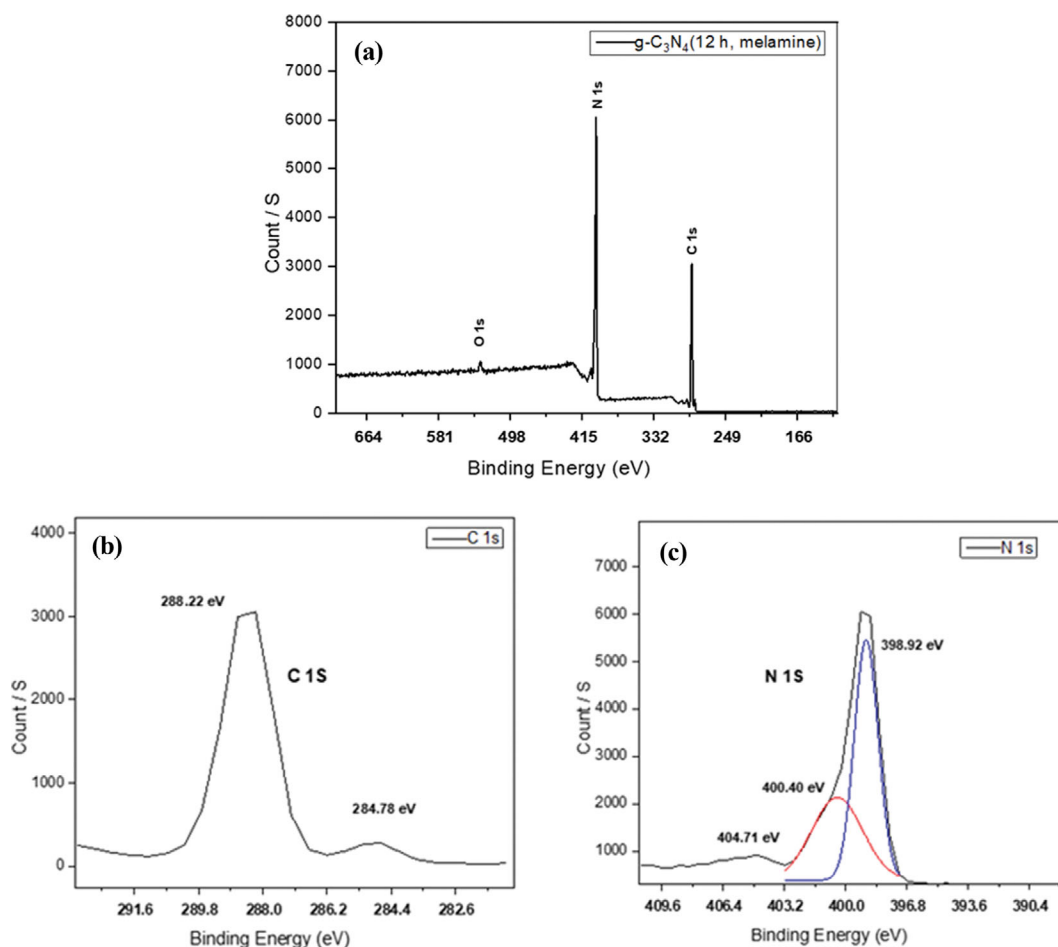 (a)
g-C₃N₄(12 h, melamine)
8000
7000
6000
5000
4000
3000
2000
1000
0
Count / S
O 1s
N 1s
C 1s
664 581 498 415 332 249 166
Binding Energy (eV)
(b)
C 1s
4000
3000
2000
1000
0
Count / S
288.22 eV
C 1S
284.78 eV
291.6 289.8 288.0 286.2 284.4 282.6
Binding Energy (eV)
(c)
N 1s
7000
6000
5000
4000
3000
2000
1000
Count / S
398.92 eV
N 1S
400.40 eV
404.71 eV
409.6 406.4 403.2 400.0 396.8 393.6 390.4
Binding Energy (eV)